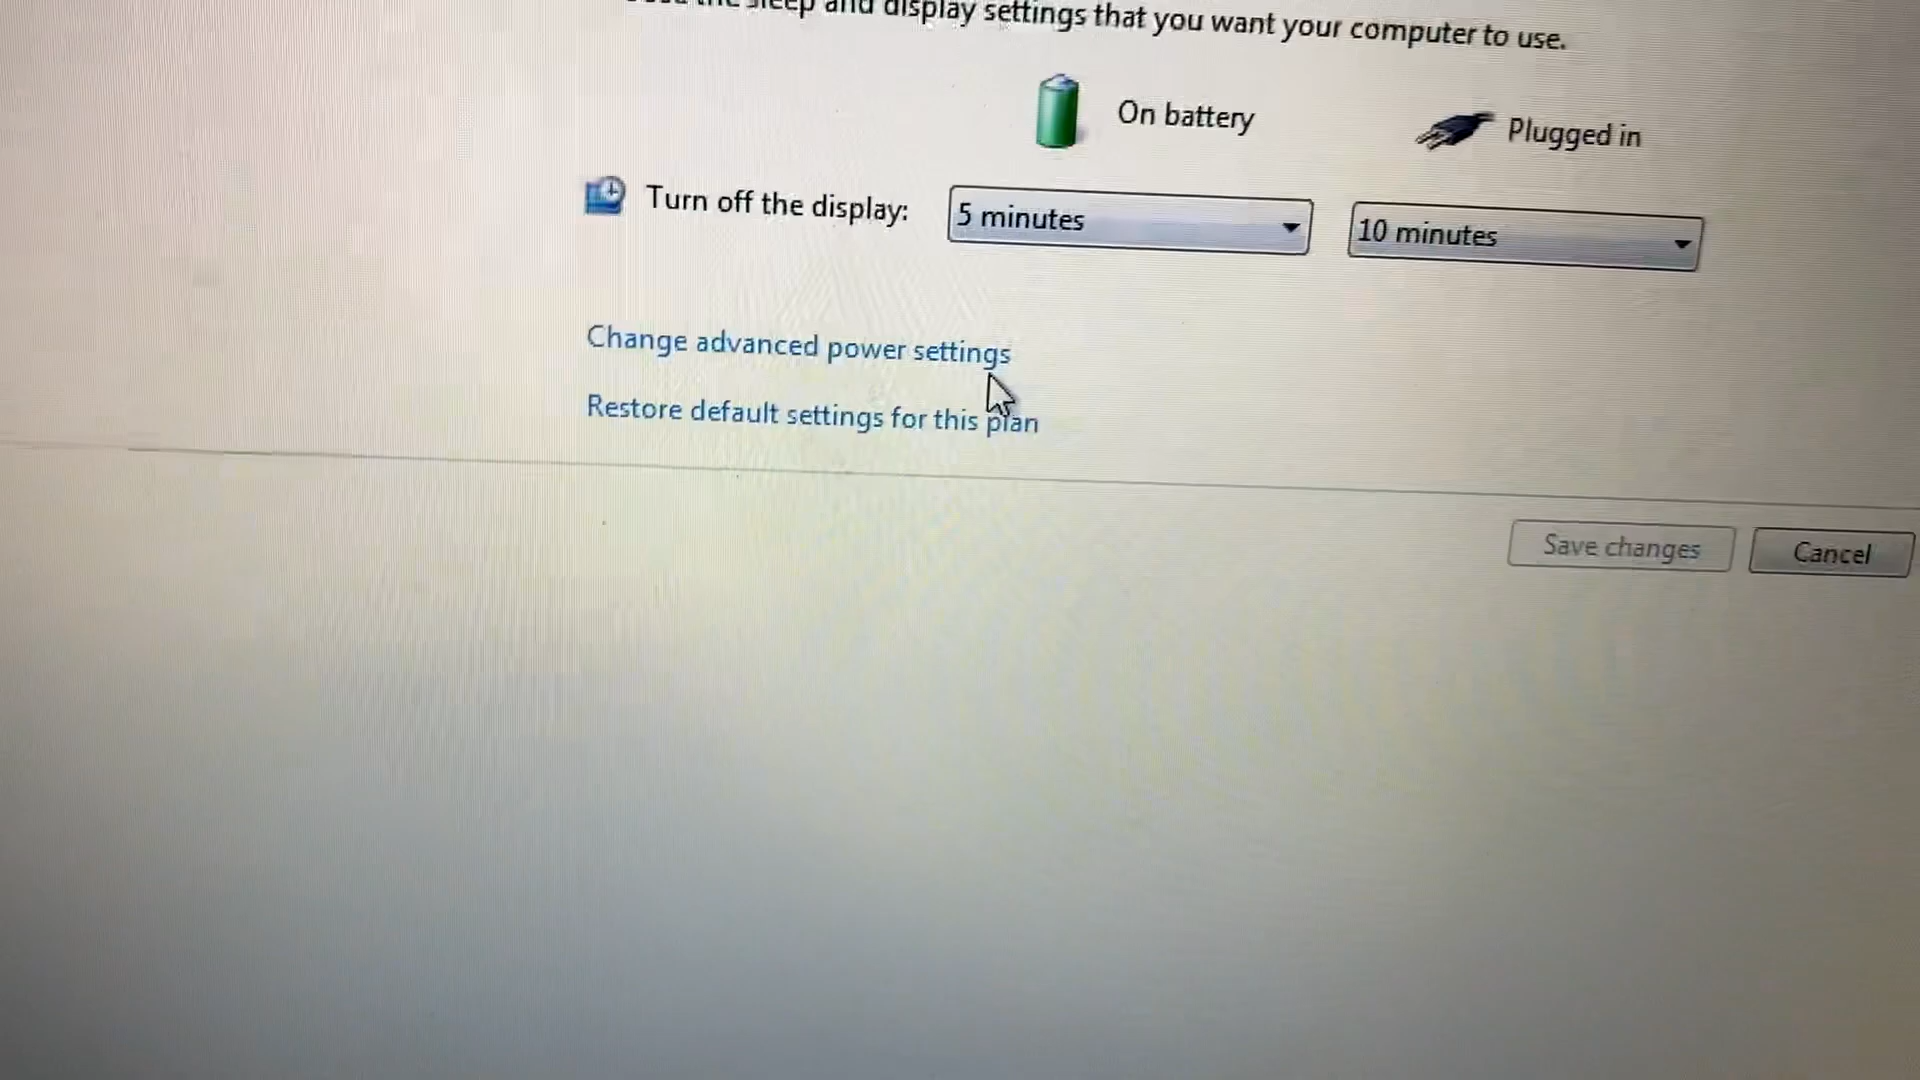 the sleep and display settings that you want your computer to use.
On battery
Plugged in
Turn off the display:
5 minutes
10 minutes
Change advanced power settings
Restore default settings for this plan
Save changes
Cancel